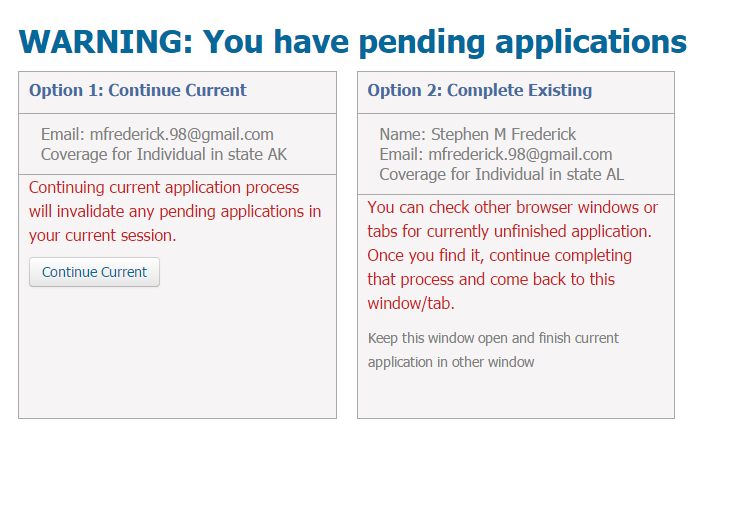 WARNING: You have pending applications
Option 1: Continue Current
Email: mfrederick.98@gmail.com
Coverage for Individual in state AK
Continuing current application process
will invalidate any pending applications in
your current session.
Continue Current
Option 2: Complete Existing
Name: Stephen M Frederick
Email: mfrederick.98@gmail.com
Coverage for Individual in state AL
You can check other browser windows or
tabs for currently unfinished application.
Once you find it, continue completing
that process and come back to this
window/tab.
Keep this window open and finish current
application in other window